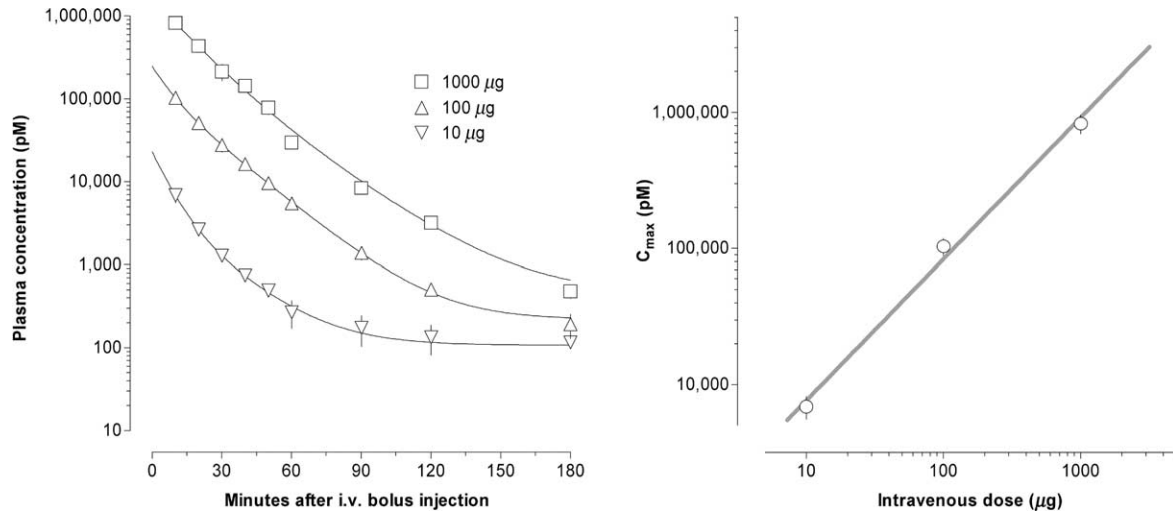 1,000,000
100,000
10,000
1,000
100
10
Plasma concentration (pM)
1000 μg
100 μg
10 μg
0 30 60 90 120 150 180
Minutes after i.v. bolus injection
1,000,000
100,000
10,000
Cmax (pM)
10 100 1000
Intravenous dose (μg)